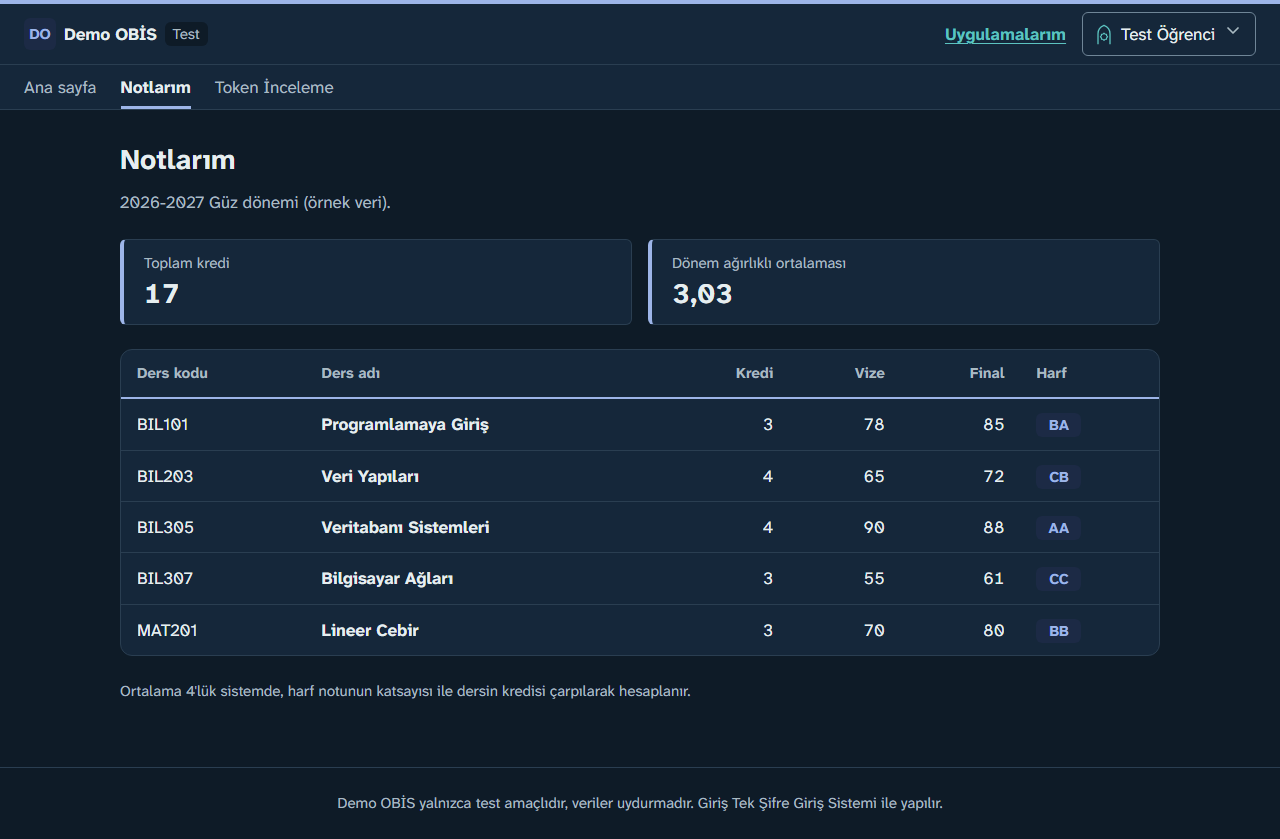 DO Demo OBİS Test Uygulamalarım Test Öğrenci
Ana sayfa Notlarım Token İnceleme
Notlarım
2026-2027 Güz dönemi (örnek veri).
Toplam kredi Dönem ağırlıklı ortalaması
17 3,03
Ders kodu Ders adı Kredi Vize Final Harf
BIL101 Programlamaya Giriş 3 78 85 BA
BIL203 Veri Yapıları 4 65 72 CB
BIL305 Veritabanı Sistemleri 4 90 88 AA
BIL307 Bilgisayar Ağları 3 55 61 CC
MAT201 Lineer Cebir 3 70 80 BB
Ortalama 4'lük sistemde, harf notunun katsayısı ile dersin kredisi çarpılarak hesaplanır.
Demo OBİS yalnızca test amaçlıdır, veriler uydurmadır. Giriş Tek Şifre Giriş Sistemi ile yapılır.